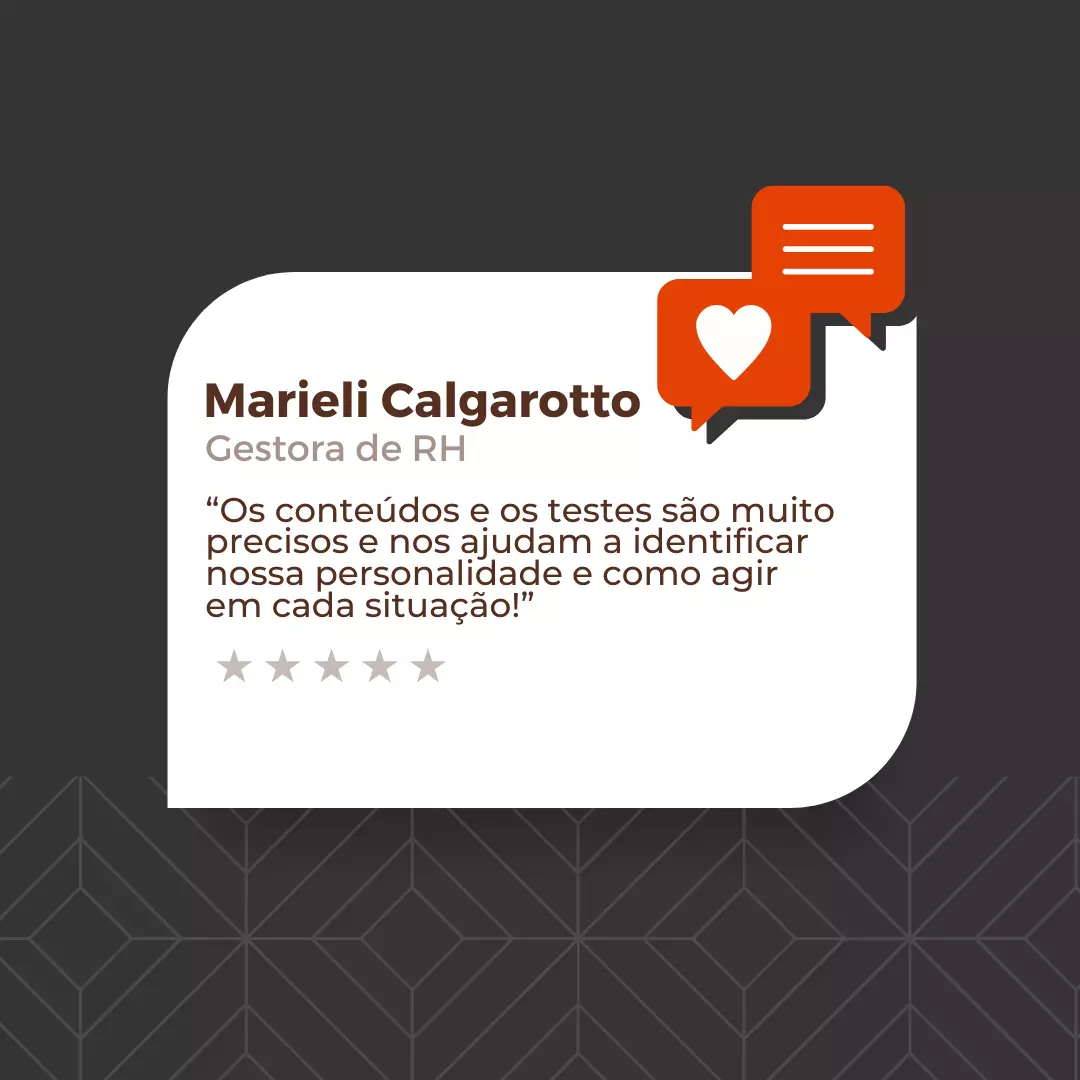 Marieli Calgarotto
Gestora de RH
“Os conteúdos e os testes são muito
precisos e nos ajudam a identificar
nossa personalidade e como agir
em cada situação!”